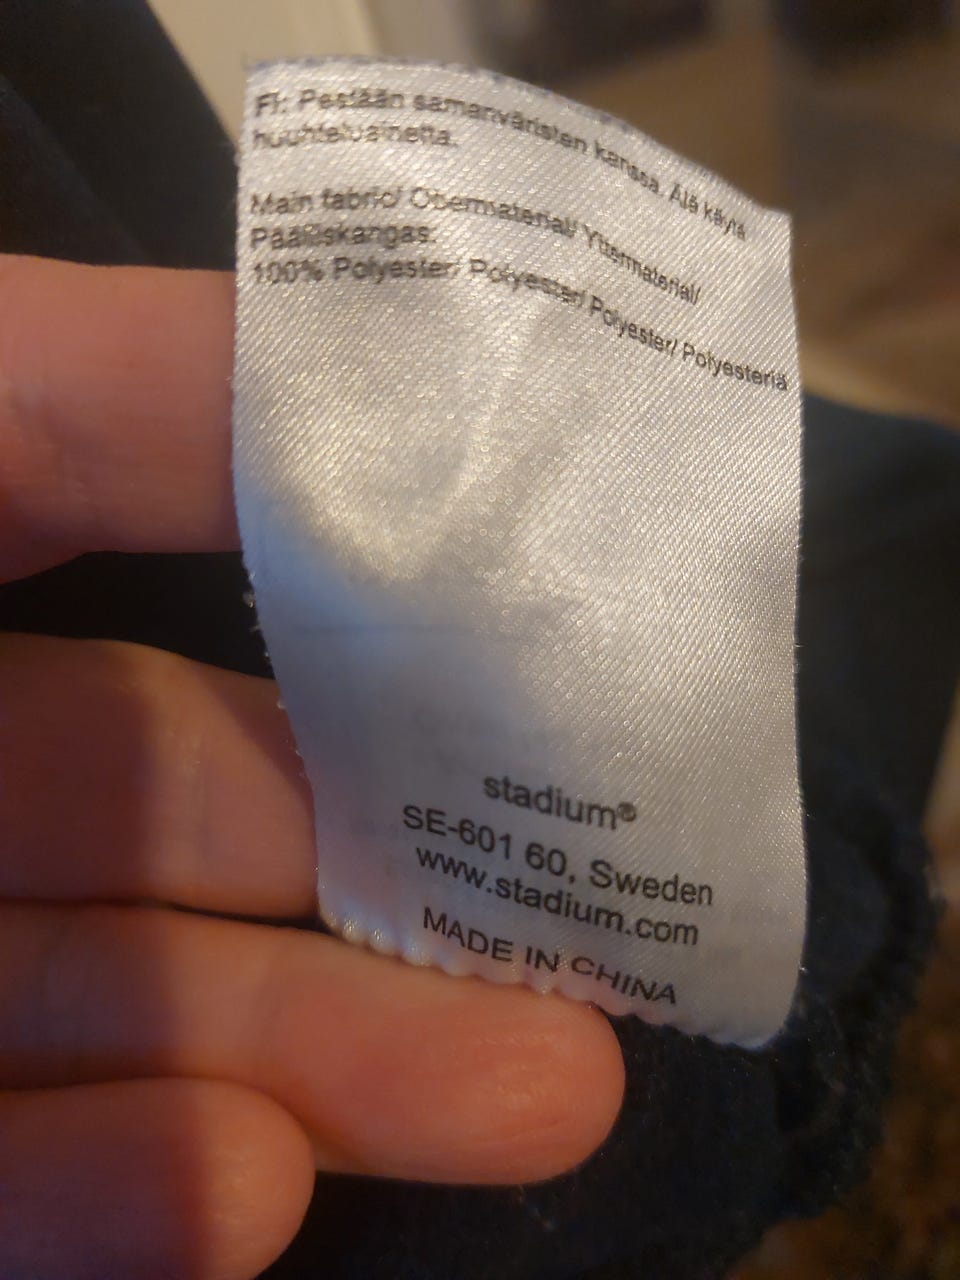 FI: Pestään samanväristen kanssa. Älä käytä
huuhteluainetta.
Main fabric/ Obermaterial/ Yttermaterial/
Päälliskangas:
100% Polyester/ Polyester/ Polyester/ Polyesteriä
stadium®
SE-601 60, Sweden
www.stadium.com
MADE IN CHINA